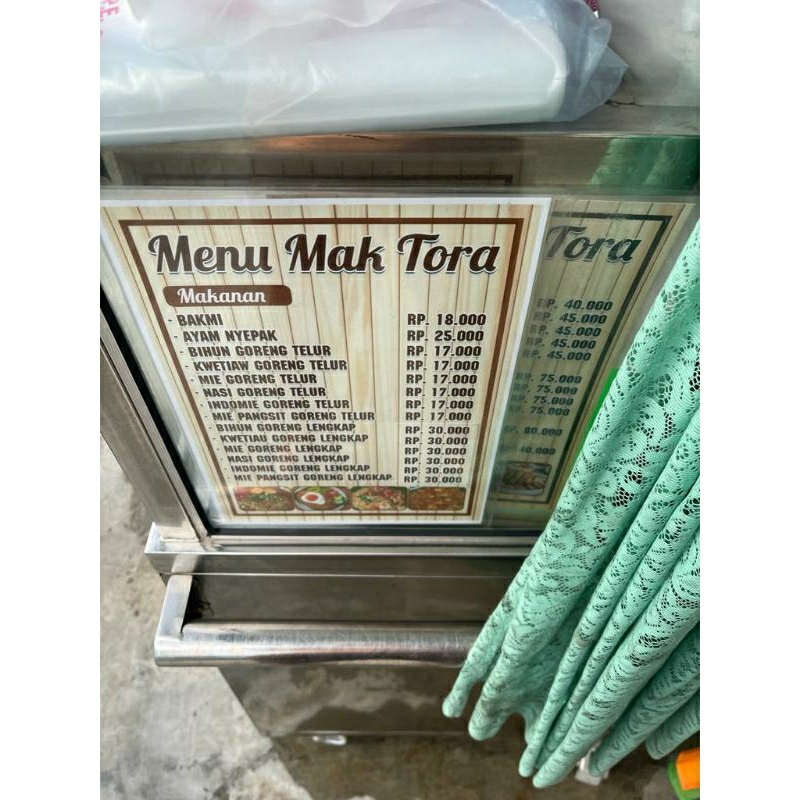 Menu Mak Tora
Makanan
- BAKMI RP. 18.000
- AYAM NYEPAK RP. 25.000
- BIHUN GORENG TELUR RP. 17.000
- KWETIAW GORENG TELUR RP. 17.000
- MIE GORENG TELUR RP. 17.000
- NASI GORENG TELUR RP. 17.000
- INDOMIE GORENG TELUR RP. 17.000
- MIE PANGSIT GORENG TELUR RP. 17.000
- BIHUN GORENG LENGKAP RP. 30.000
- KWETIAU GORENG LENGKAP RP. 30.000
- MIE GORENG LENGKAP RP. 30.000
- NASI GORENG LENGKAP RP. 30.000
- INDOMIE GORENG LENGKAP RP. 30.000
- MIE PANGSIT GORENG LENGKAP RP. 30.000
Tora
RP. 40.000
RP. 45.000
RP. 45.000
RP. 45.000
RP. 45.000
RP. 75.000
RP. 75.000
RP. 75.000
RP. 75.000
RP. 80.000